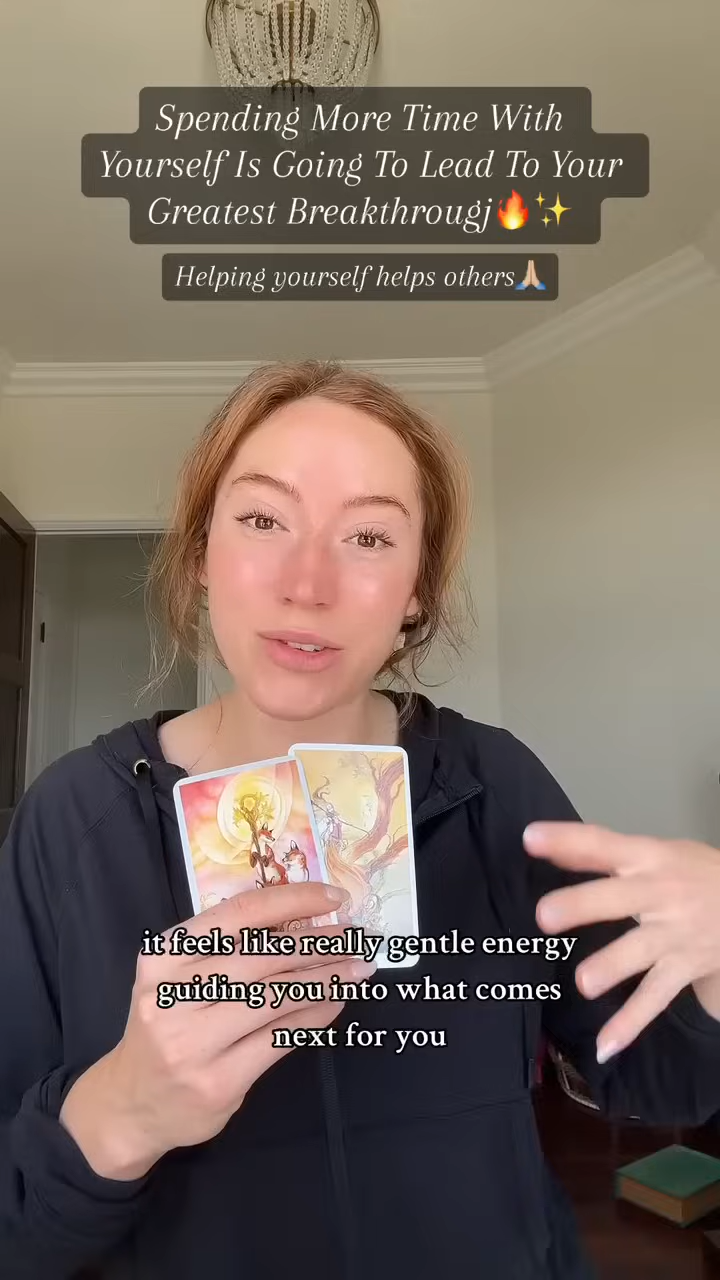 Spending More Time With
Yourself Is Going To Lead To Your
Greatest Breakthrougj🔥✨
Helping yourself helps others🙏🏼
it feels like really gentle energy
guiding you into what comes
next for you